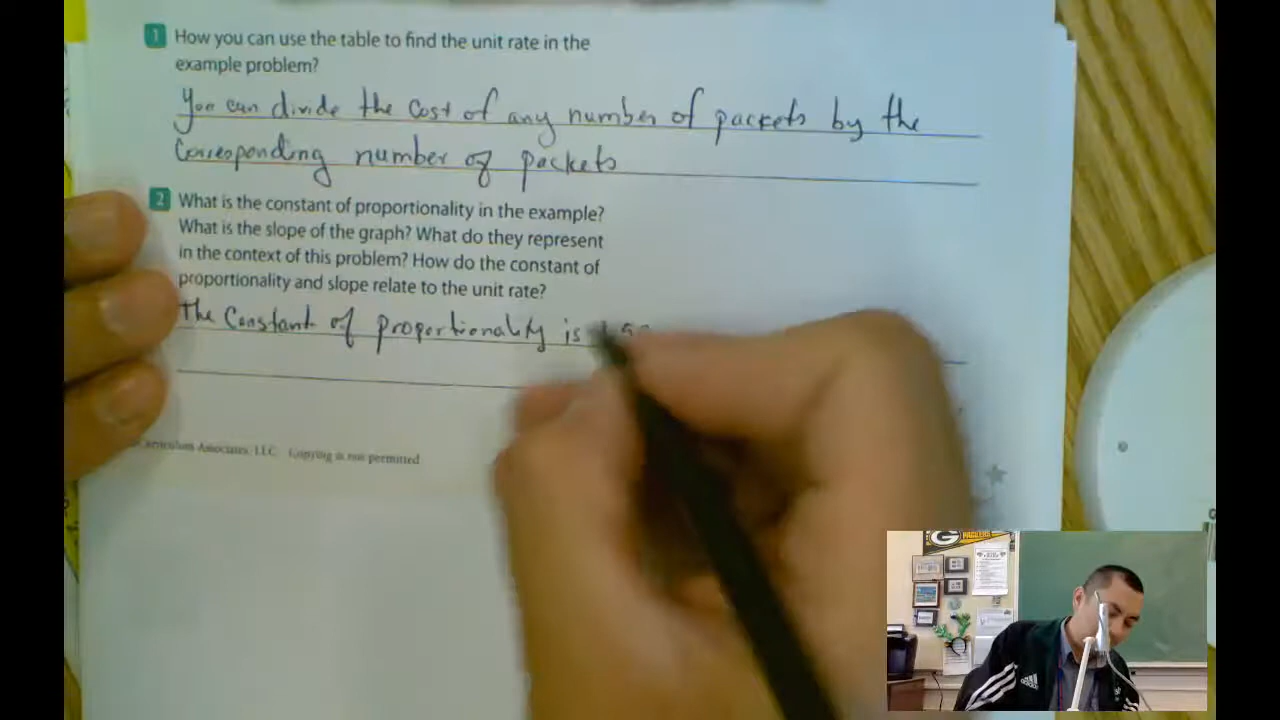 1 How you can use the table to find the unit rate in the
example problem?
You can divide the cost of any number of packets by the
corresponding number of packets
2 What is the constant of proportionality in the example?
What is the slope of the graph? What do they represent
in the context of this problem? How do the constant of
proportionality and slope relate to the unit rate?
The constant of proportionality is
Curriculum Associates, LLC Copying is not permitted
G PACKERS